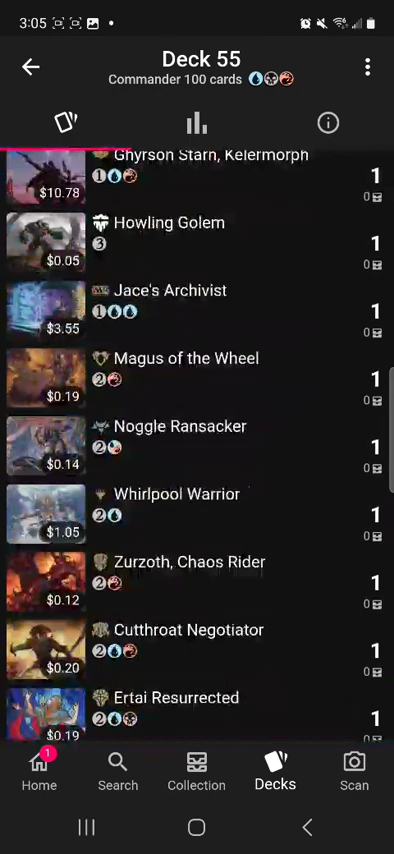 3:05
Deck 55
Commander 100 cards
Ghyrson Starn, Kelermorph
1
1
$10.78
0
Howling Golem
3
1
$0.05
0
Jace's Archivist
1
1
$3.55
0
Magus of the Wheel
2
1
$0.19
0
Noggle Ransacker
2
1
$0.14
0
Whirlpool Warrior
2
1
$1.05
0
Zurzoth, Chaos Rider
2
1
$0.12
0
Cutthroat Negotiator
2
1
$0.20
0
Ertai Resurrected
2
1
$0.19
0
1
Home
Search
Collection
Decks
Scan